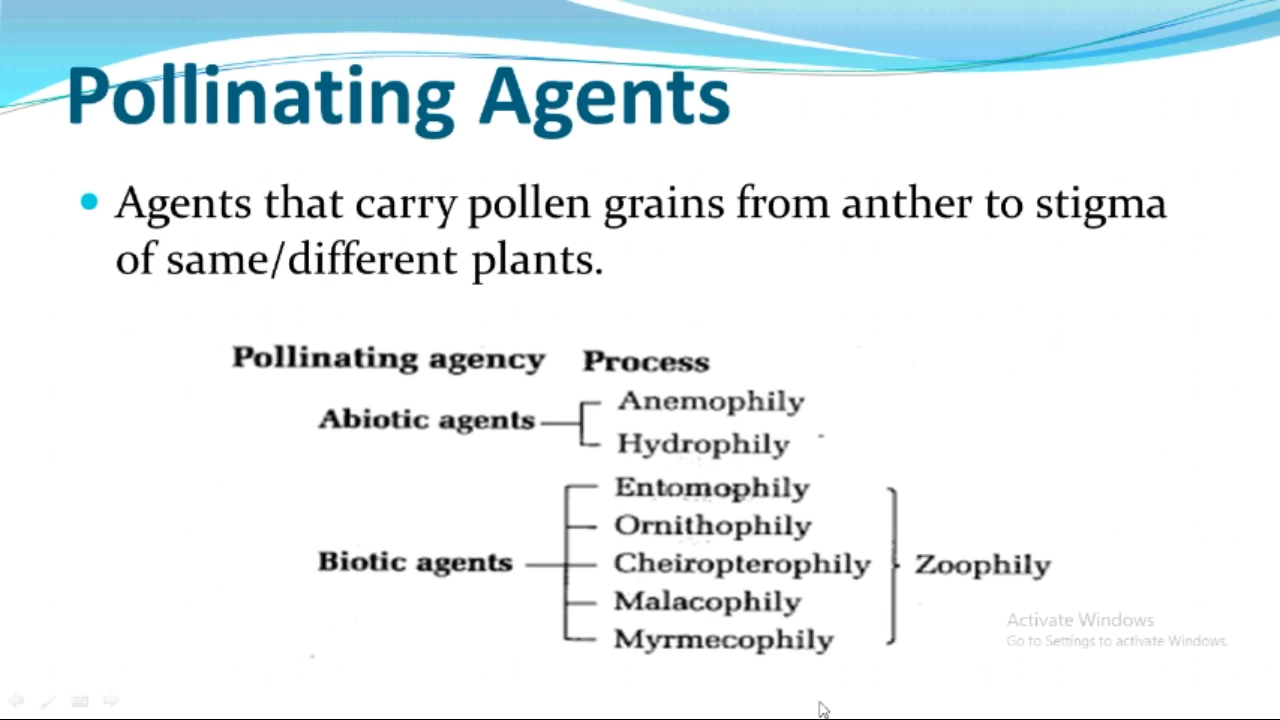 Pollinating Agents
• Agents that carry pollen grains from anther to stigma
of same/different plants.
Pollinating agency Process
Abiotic agents
Anemophily
Hydrophily
Biotic agents
Entomophily
Ornithophily
Cheiropterophily
Malacophily
Myrmecophily
Zoophily
Activate Windows
Go to Settings to activate Windows.